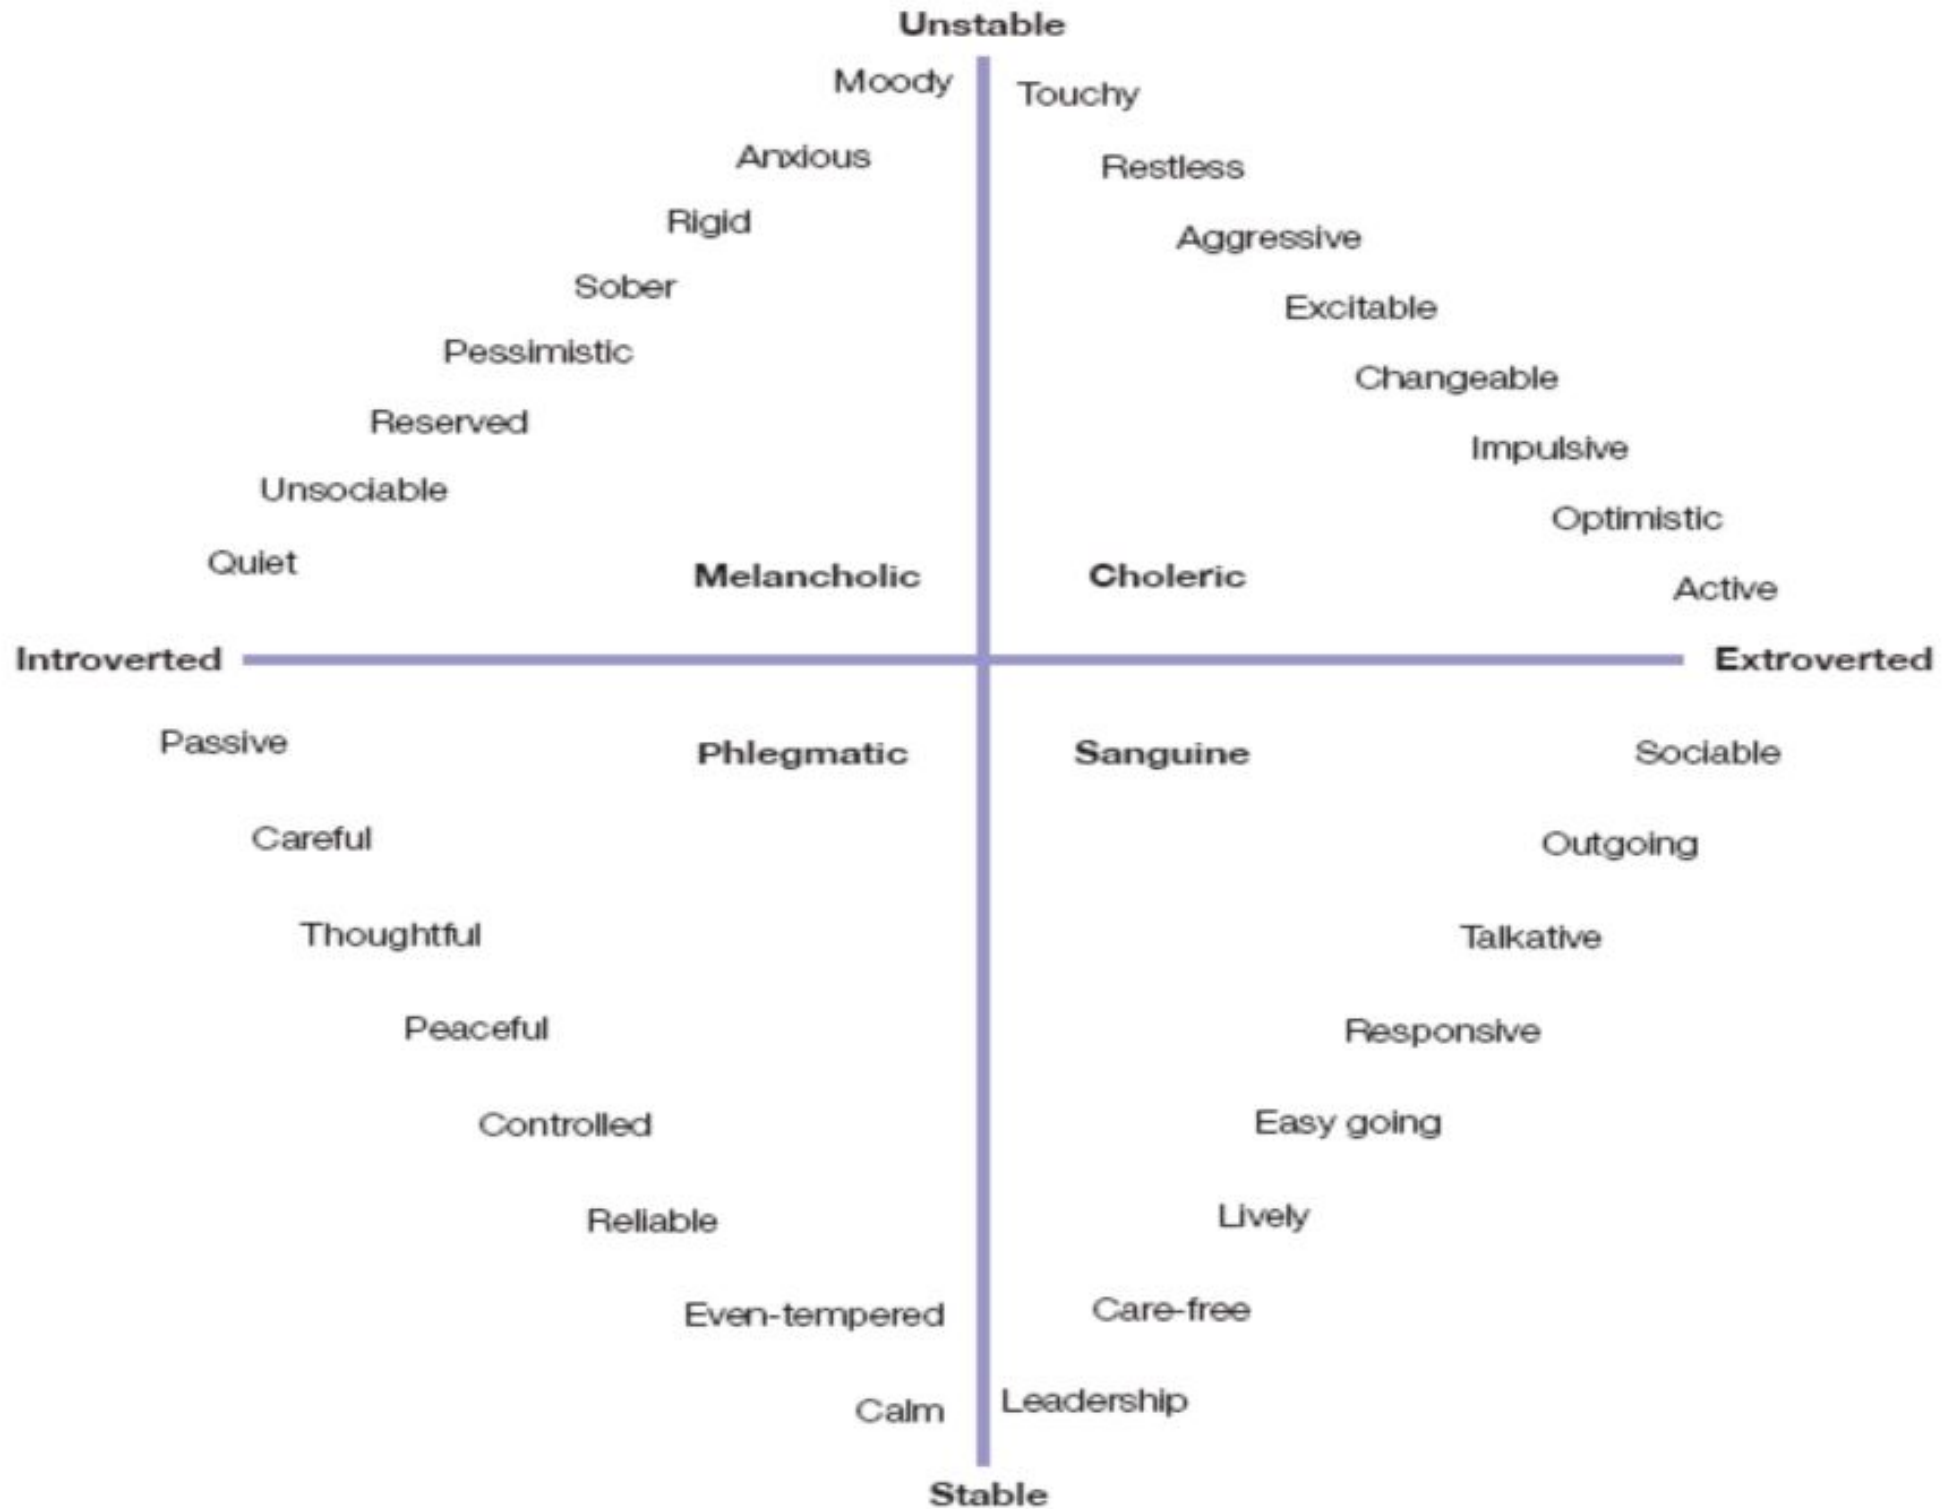 Unstable
Moody Touchy
Anxious Restless
Rigid Aggressive
Sober Excitable
Pessimistic Changeable
Reserved Impulsive
Unsociable Optimistic
Quiet Melancholic Choleric Active
Introverted Extroverted
Passive Phlegmatic Sanguine Sociable
Careful Outgoing
Thoughtful Talkative
Peaceful Responsive
Controlled Easy going
Reliable Lively
Even-tempered Care-free
Calm Leadership
Stable